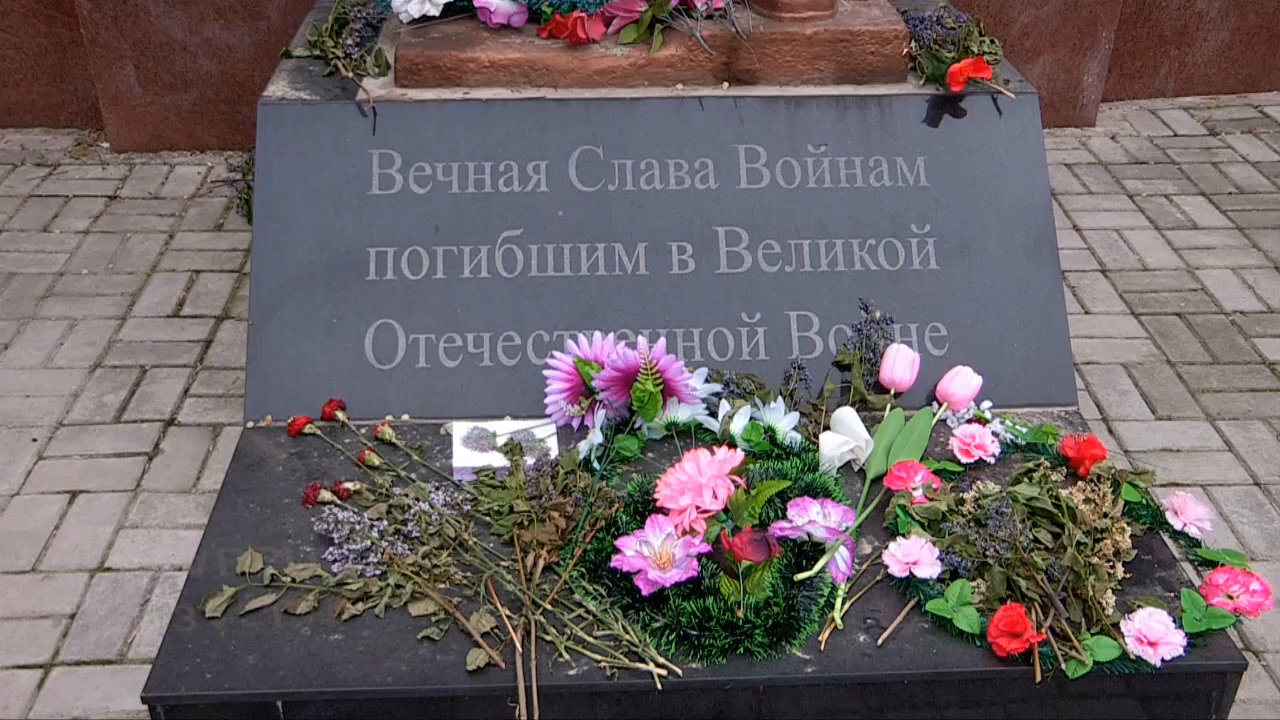 Вечная Слава Войнам
погибшим в Великой
Отечественной Войне